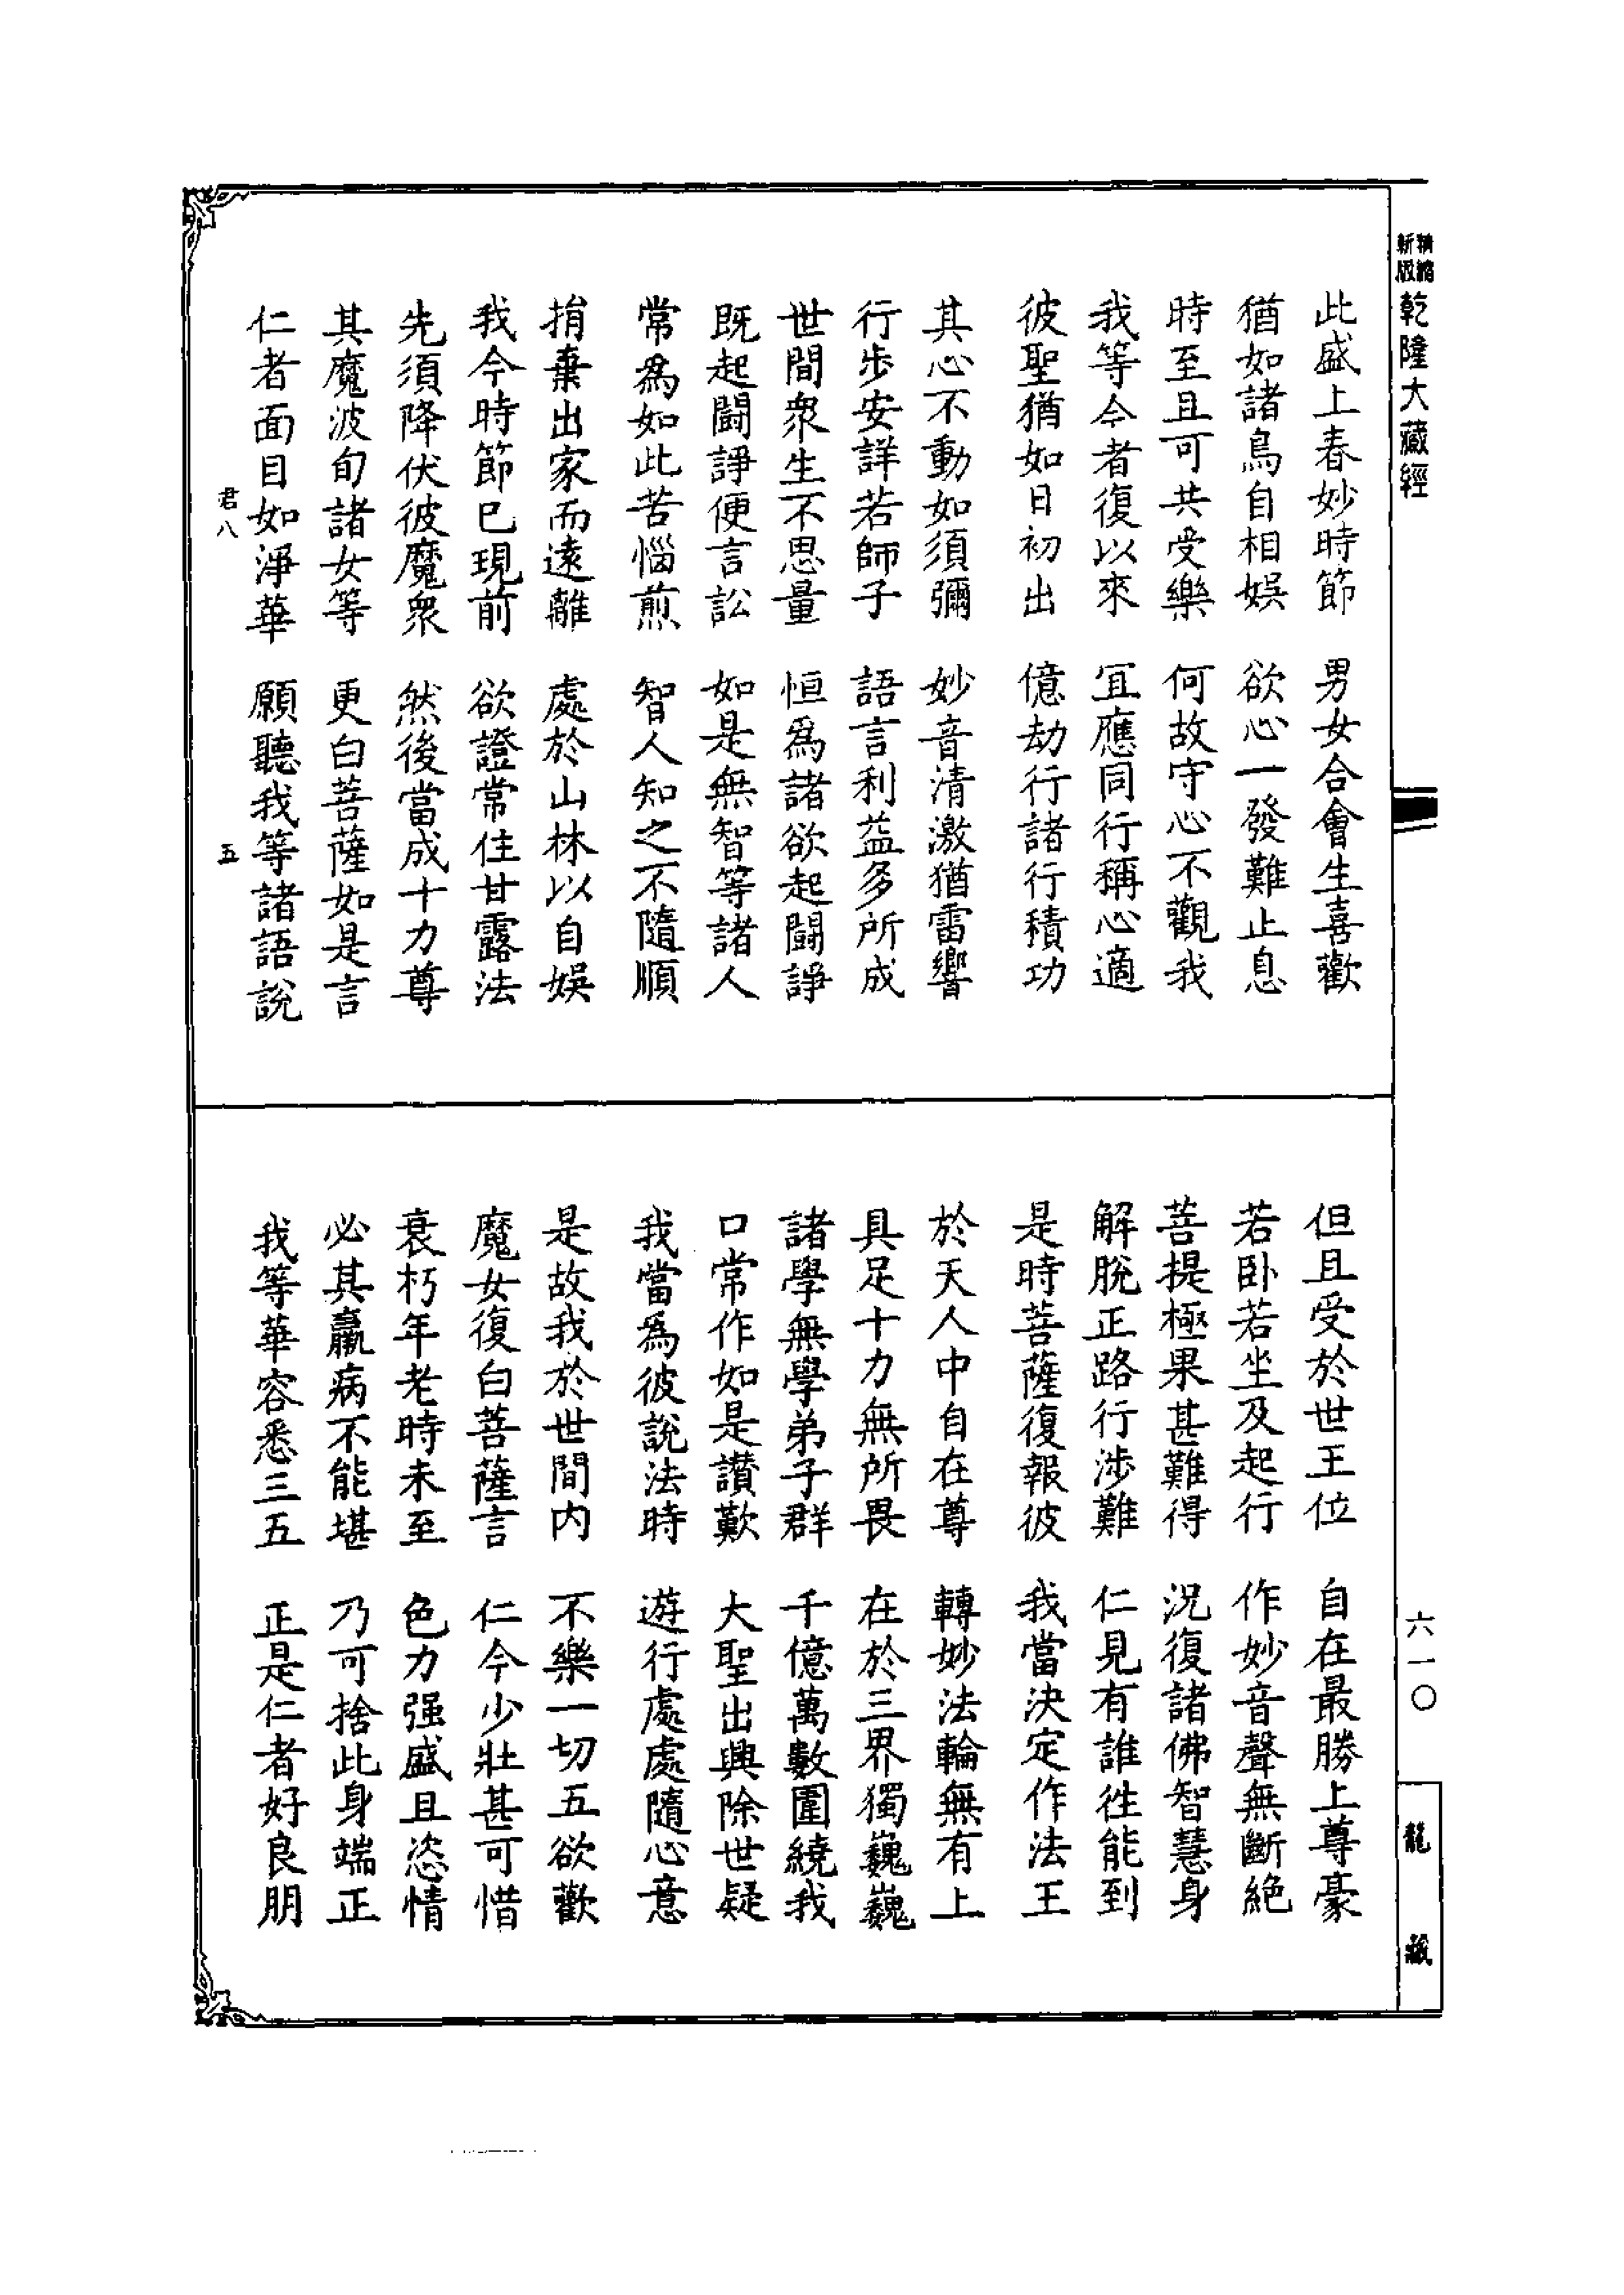 精縮
新版
乾隆大藏經
此盛上春妙時節　男女合會生喜歡
猶如諸鳥自相娛　欲心一發難止息
時至且可共受樂　何故守心不觀我
我等今者復以來　宜應同行稱心適
彼聖猶如日初出　億劫行諸行積功
其心不動如須彌　妙音清激猶雷響
行步安詳若師子　語言利益多所成
世間衆生不思量　恒爲諸欲起鬬諍
既起鬬諍便言訟　如是無智等諸人
常爲如此苦惱煎　智人知之不隨順
捐棄出家而遠離　處於山林以自娛
我今時節已現前　欲證常住甘露法
先須降伏彼魔衆　然後當成十力尊
其魔波旬諸女等　更白菩薩如是言
仁者面目如淨華　願聽我等諸語說
君八　五
但且受於世王位　自在最勝上尊豪
若卧若坐及起行　作妙音聲無斷絶
菩提極果甚難得　況復諸佛智慧身
解脫正路行涉難　仁見有誰往能到
是時菩薩復報彼　我當決定作法王
於天人中自在尊　轉妙法輪無有上
具足十力無所畏　在於三界獨巍巍
諸學無學弟子群　千億萬數圍繞我
口常作如是讚歎　大聖出興除世疑
我當爲彼說法時　遊行處處隨心意
是故我於世間内　不樂一切五欲歡
魔女復白菩薩言　仁今少壯甚可惜
衰朽年老時未至　色力强盛且恣情
必其羸病不能堪　乃可捨此身端正
我等華容悉三五　正是仁者好良朋
六一〇
龍藏